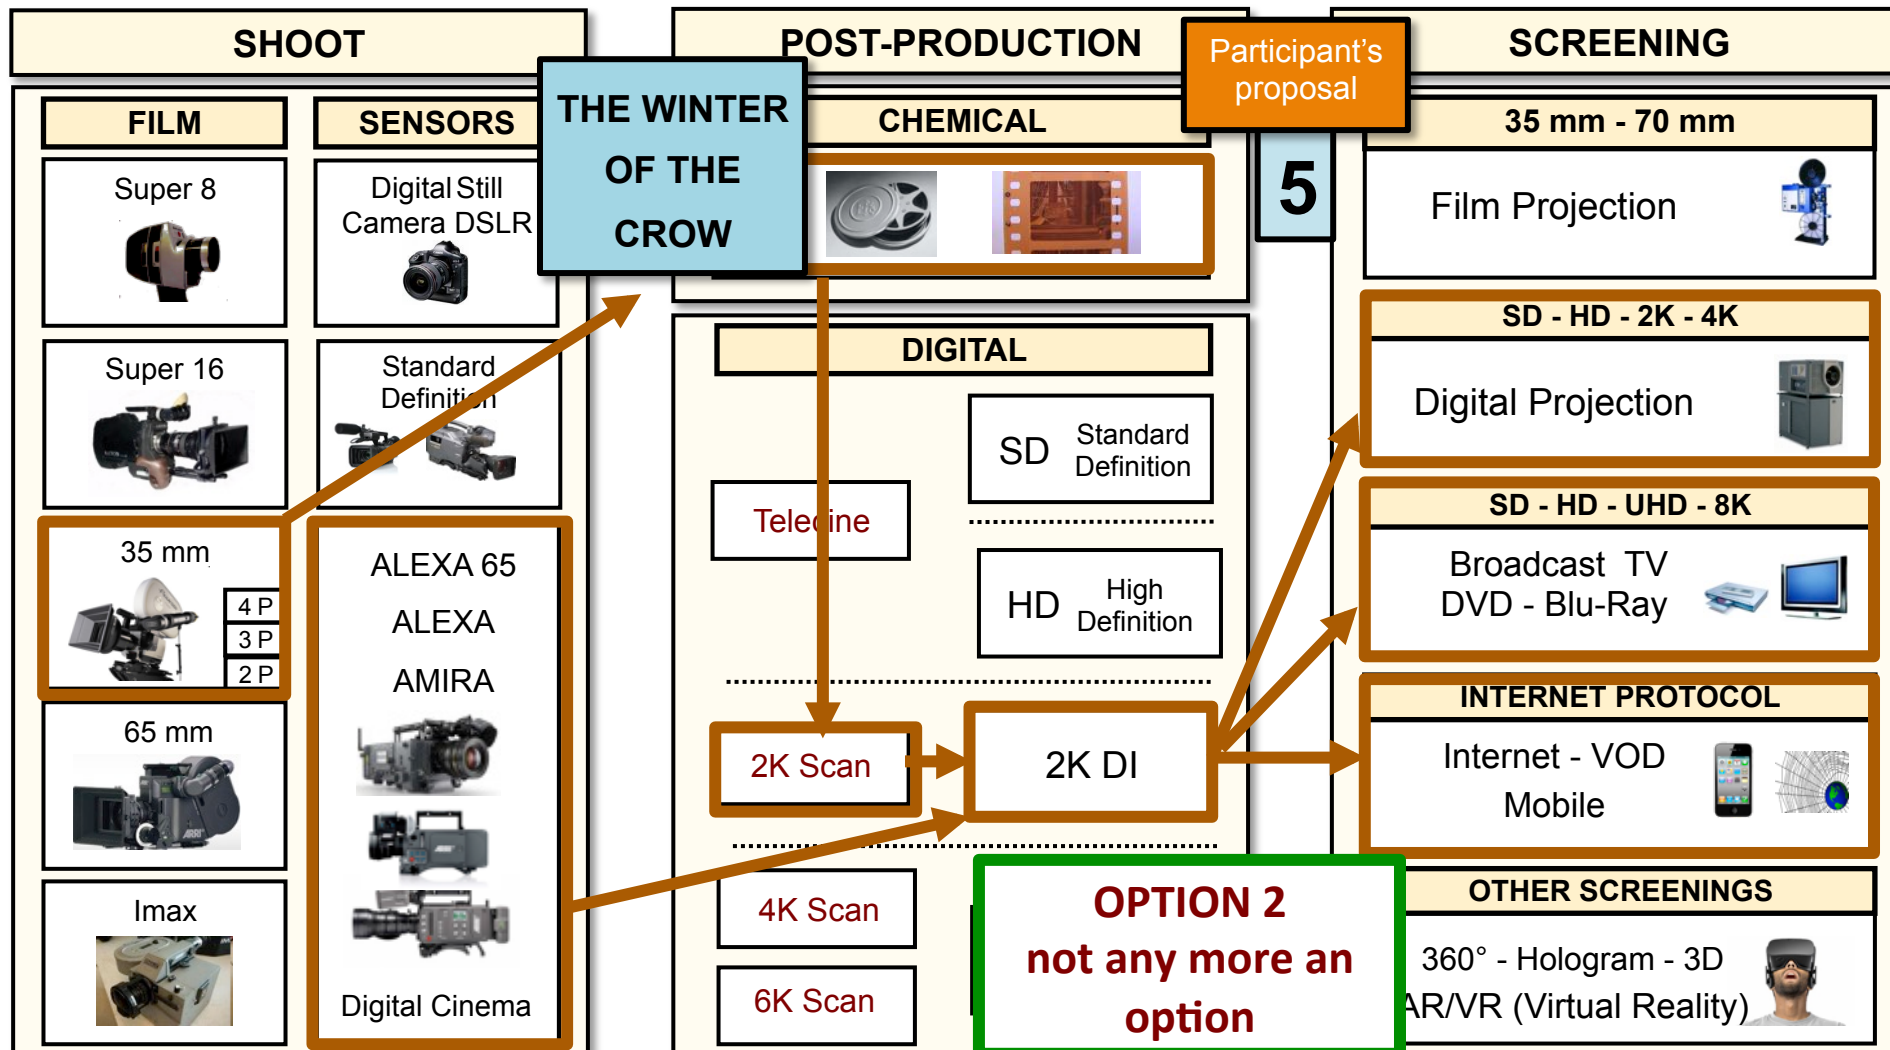 SHOOT
FILM
Super 8
Super 16
35 mm
4 P
3 P
2 P
65 mm
ARRI
Imax
SENSORS
Digital Still
Camera DSLR
Standard
Definition
ALEXA 65
ALEXA
AMIRA
Digital Cinema
THE WINTER
OF THE
CROW
POST-PRODUCTION
CHEMICAL
DIGITAL
SD
Standard
Definition
Telecine
HD
High
Definition
2K Scan
2K DI
4K Scan
6K Scan
OPTION 2
not any more an
option
Participant's
proposal
5
SCREENING
35 mm - 70 mm
Film Projection
SD - HD - 2K - 4K
Digital Projection
SD - HD - UHD - 8K
Broadcast TV
DVD - Blu-Ray
INTERNET PROTOCOL
Internet - VOD
Mobile
OTHER SCREENINGS
360° - Hologram - 3D
AR/VR (Virtual Reality)